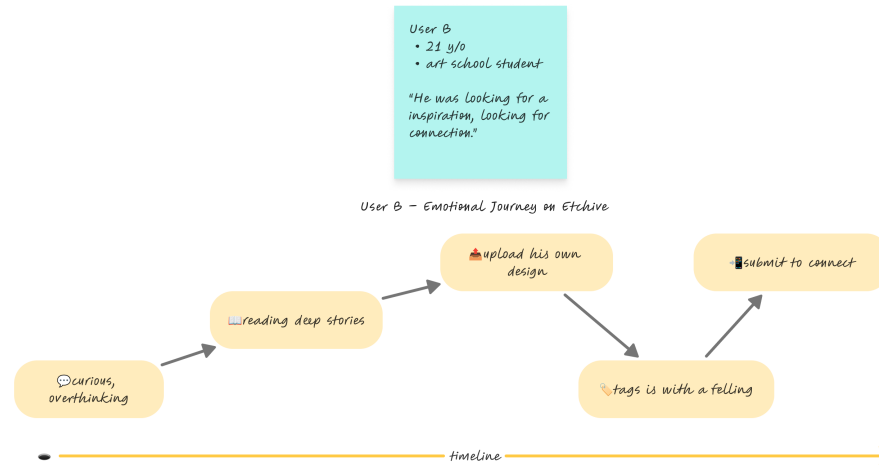 User B
• 21 y/o
• art school student
"He was looking for a
inspiration, looking for
connection."
User B - Emotional Journey on Etchive
📤upload his own
design
📲submit to connect
📖reading deep stories
💬curious,
overthinking
🏷️tags is with a felling
timeline